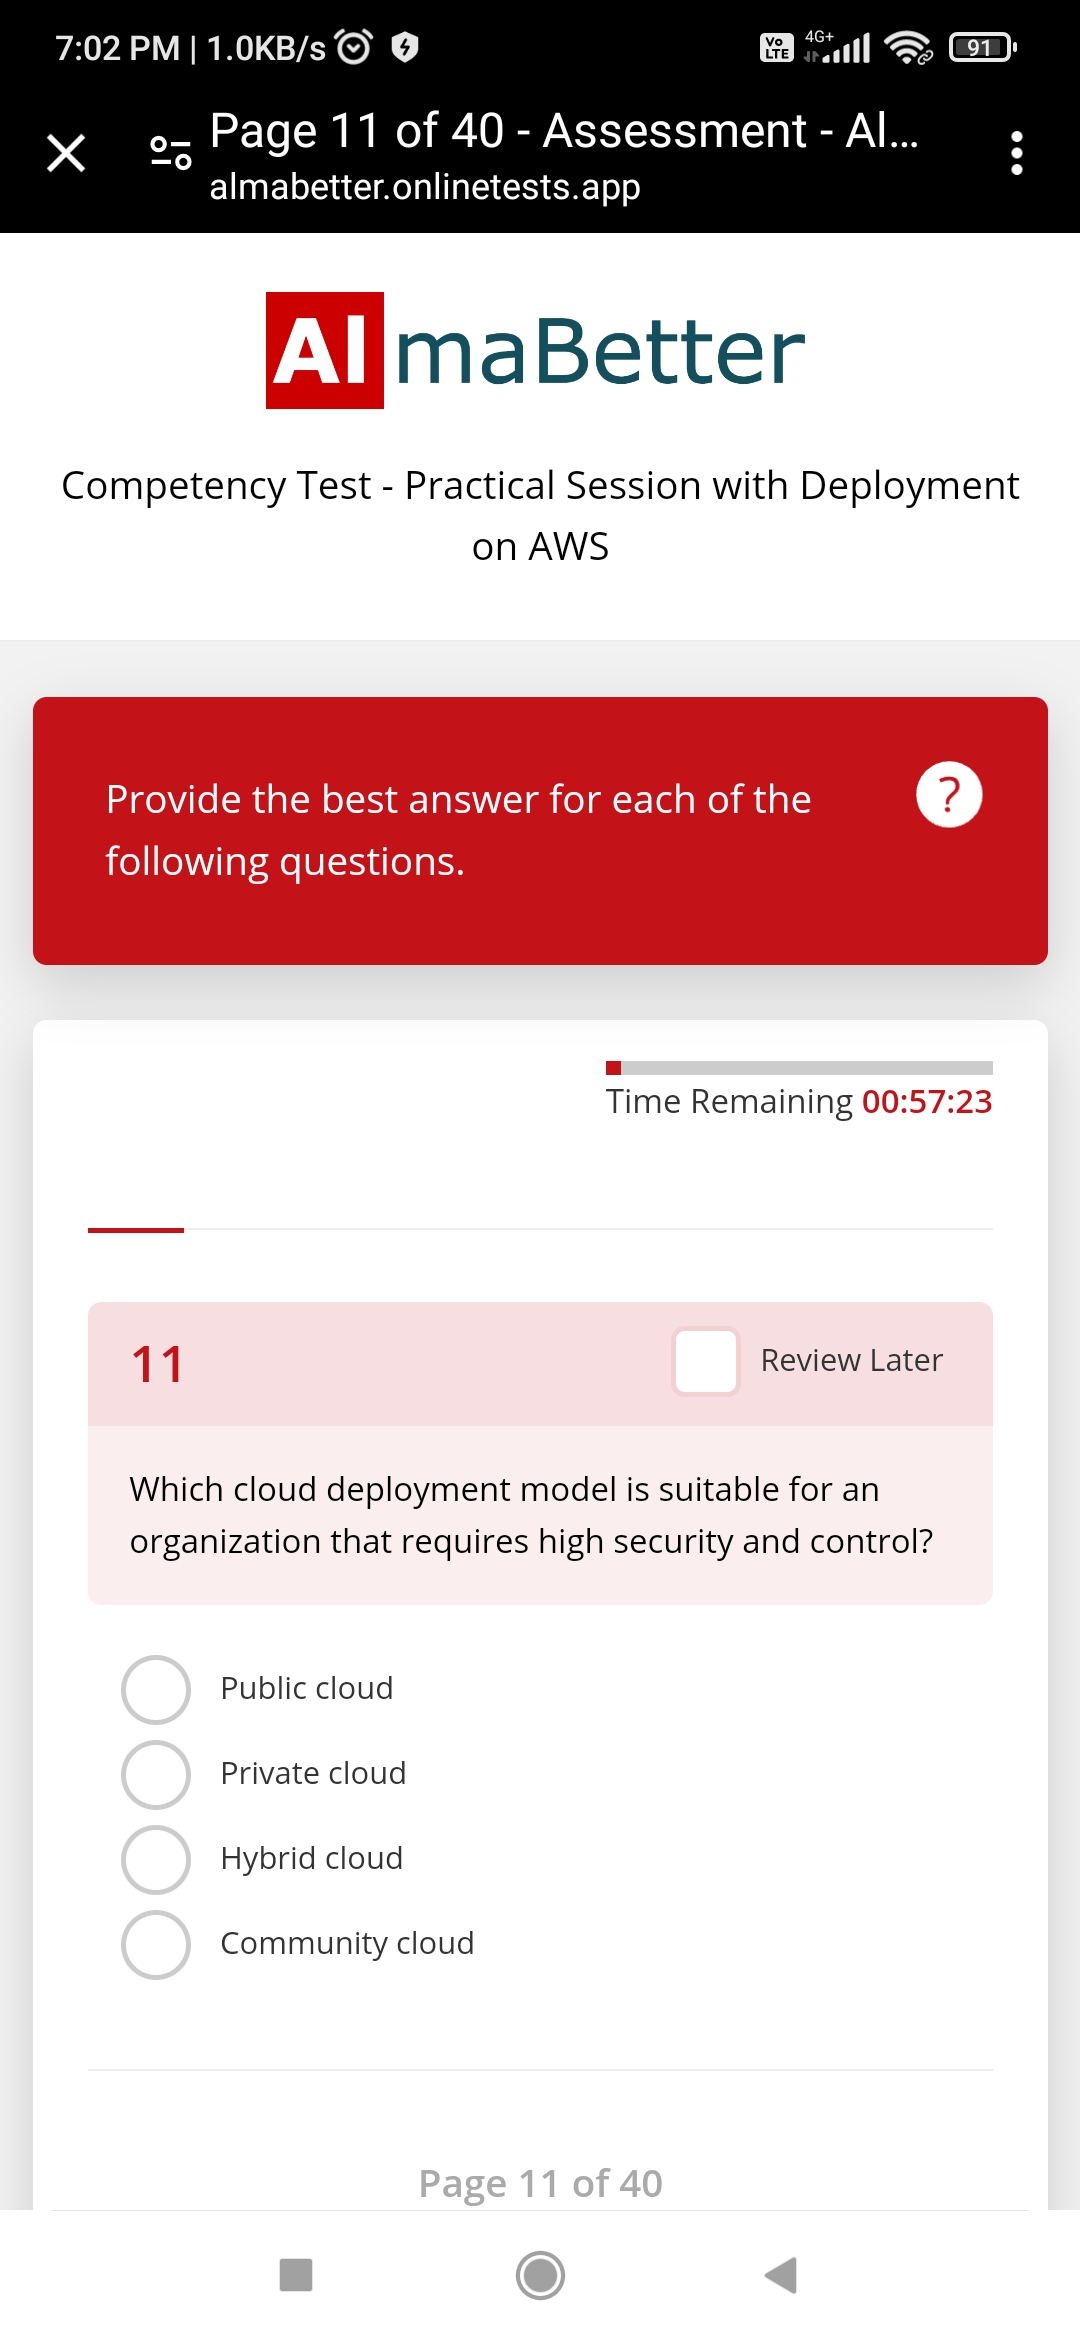 7:02 PM | 1.0KB/s
Vo LTE 4G+ 91
Page 11 of 40 - Assessment - Al...
almabetter.onlinetests.app
AlmaBetter
Competency Test - Practical Session with Deployment
on AWS
Provide the best answer for each of the
following questions.
?
Time Remaining 00:57:23
11
Review Later
Which cloud deployment model is suitable for an
organization that requires high security and control?
Public cloud
Private cloud
Hybrid cloud
Community cloud
Page 11 of 40